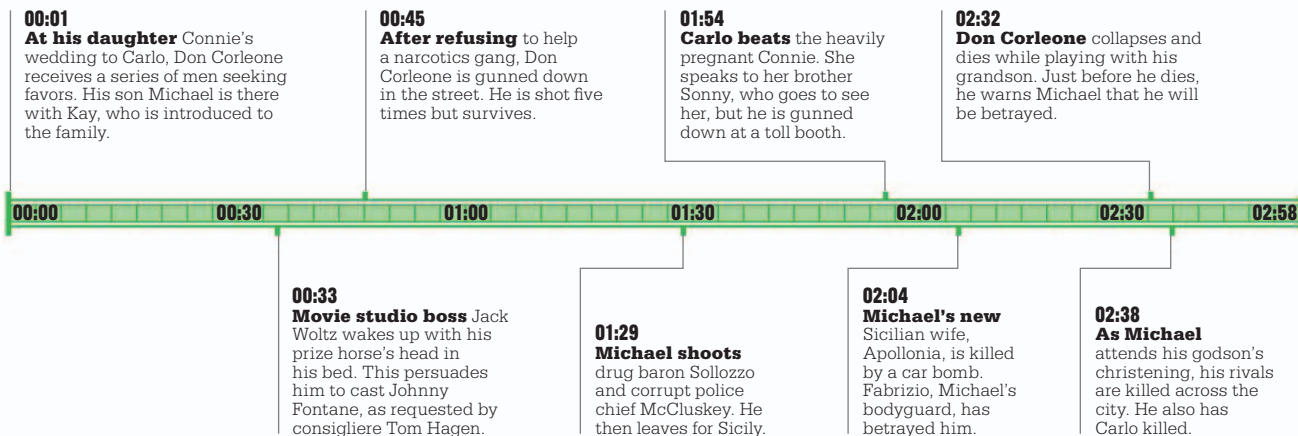 00:01
At his daughter Connie's
wedding to Carlo, Don Corleone
receives a series of men seeking
favors. His son Michael is there
with Kay, who is introduced to
the family.
00:45
After refusing to help
a narcotics gang, Don
Corleone is gunned down
in the street. He is shot five
times but survives.
01:54
Carlo beats the heavily
pregnant Connie. She
speaks to her brother
Sonny, who goes to see
her, but he is gunned
down at a toll booth.
02:32
Don Corleone collapses and
dies while playing with his
grandson. Just before he dies,
he warns Michael that he will
be betrayed.
00:00 00:30 01:00 01:30 02:00 02:30 02:58
00:33
Movie studio boss Jack
Woltz wakes up with his
prize horse's head in
his bed. This persuades
him to cast Johnny
Fontane, as requested by
consigliere Tom Hagen.
01:29
Michael shoots
drug baron Sollozzo
and corrupt police
chief McCluskey. He
then leaves for Sicily.
02:04
Michael's new
Sicilian wife,
Apollonia, is killed
by a car bomb.
Fabrizio, Michael's
bodyguard, has
betrayed him.
02:38
As Michael
attends his godson's
christening, his rivals
are killed across the
city. He also has
Carlo killed.